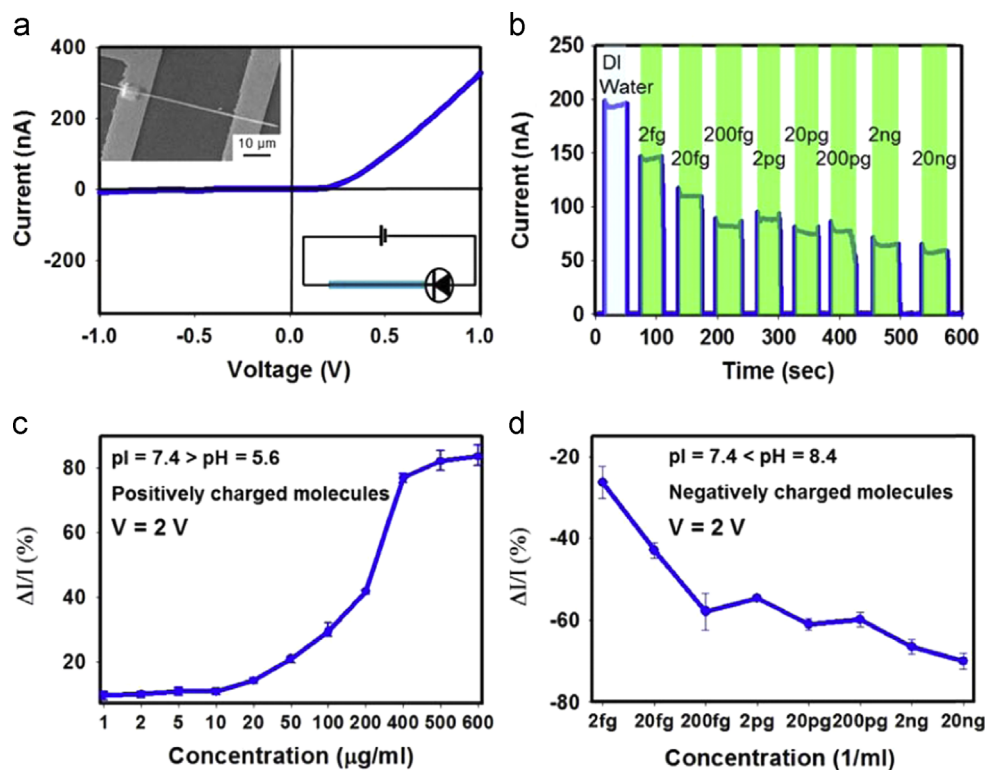 a
400
200
0
-200
Current (nA)
10 µm
-1.0
-0.5
0.0
0.5
1.0
Voltage (V)
b
250
200
150
100
50
0
Current (nA)
DI
Water
2fg
20fg
200fg
2pg
20pg
200pg
2ng
20ng
0
100
200
300
400
500
600
Time (sec)
c
80
60
40
20
ΔI/I (%)
pI = 7.4 > pH = 5.6
Positively charged molecules
V = 2 V
1
2
5
10
20
50
100
200
400
500
600
Concentration (µg/ml)
d
-20
-40
-60
-80
ΔI/I (%)
pI = 7.4 < pH = 8.4
Negatively charged molecules
V = 2 V
2fg
20fg
200fg
2pg
20pg
200pg
2ng
20ng
Concentration (1/ml)